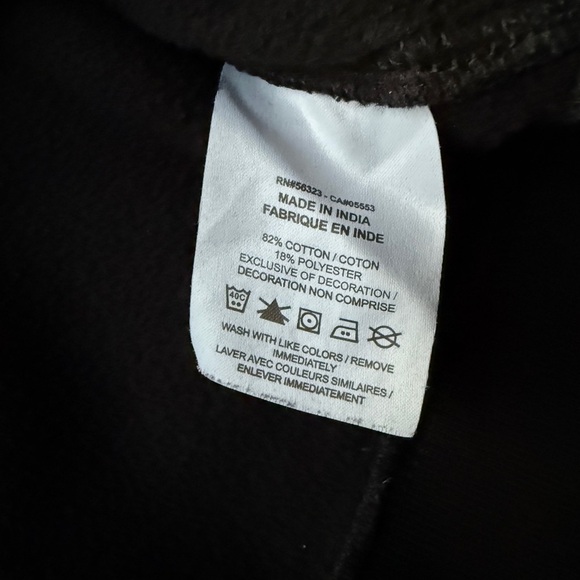 RN#56323 - CA#05553
MADE IN INDIA
FABRIQUE EN INDE
82% COTTON / COTON
18% POLYESTER
EXCLUSIVE OF DECORATION /
DECORATION NON COMPRISE
40C
WASH WITH LIKE COLORS / REMOVE
IMMEDIATELY
LAVER AVEC COULEURS SIMILAIRES /
ENLEVER IMMEDIATEMENT